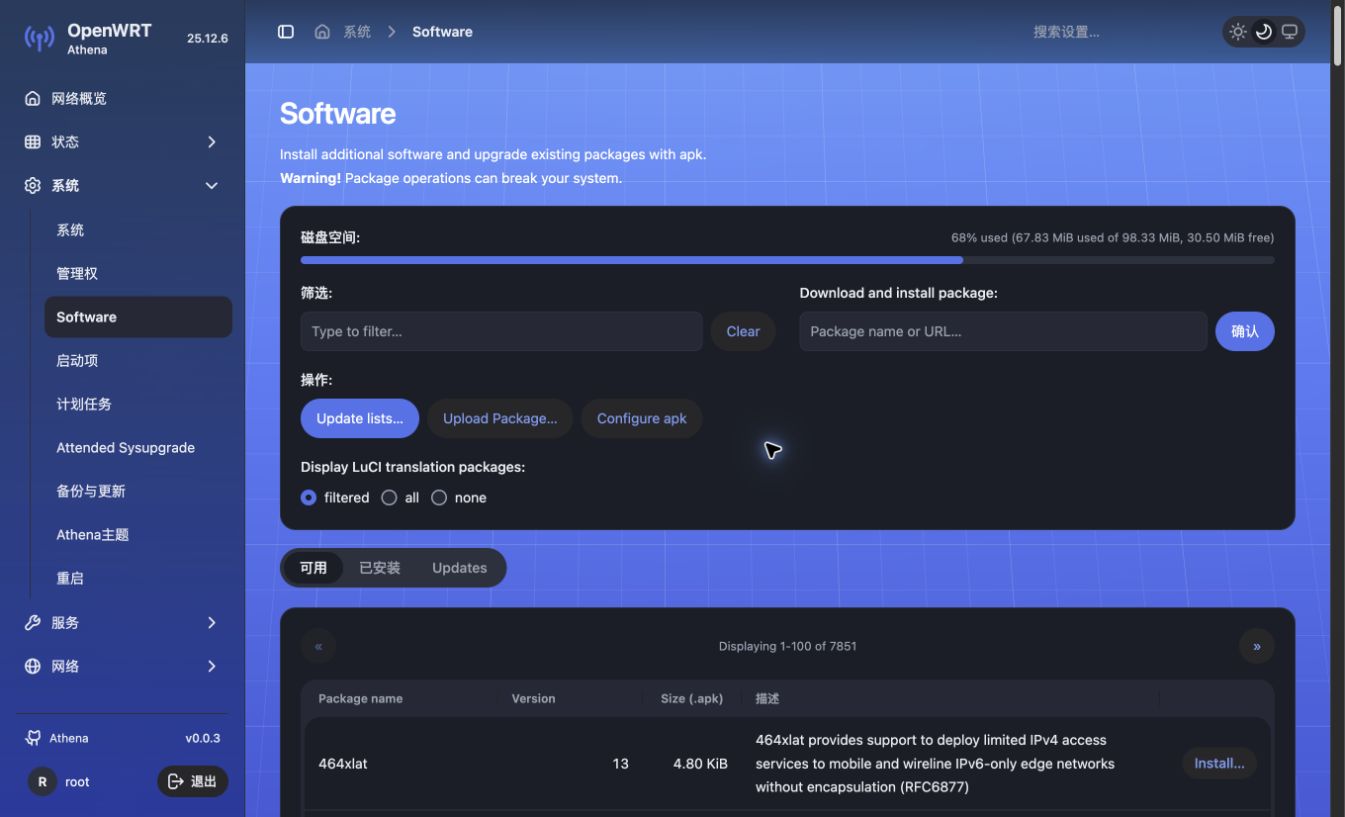 OpenWRT
Athena
25.12.6
网络概览
状态
系统
系统
管理权
Software
启动项
计划任务
Attended Sysupgrade
备份与更新
Athena主题
重启
服务
网络
Athena
v0.0.3
R
root
退出
系统
Software
搜索设置...
Software
Install additional software and upgrade existing packages with apk.
Warning! Package operations can break your system.
磁盘空间:
68% used (67.83 MiB used of 98.33 MiB, 30.50 MiB free)
筛选:
Type to filter...
Clear
Download and install package:
Package name or URL...
确认
操作:
Update lists...
Upload Package...
Configure apk
Display LuCI translation packages:
filtered
all
none
可用
已安装
Updates
«
Displaying 1-100 of 7851
»
Package name
Version
Size (.apk)
描述
464xlat
13
4.80 KiB
464xlat provides support to deploy limited IPv4 access
services to mobile and wireline IPv6-only edge networks
without encapsulation (RFC6877)
Install...